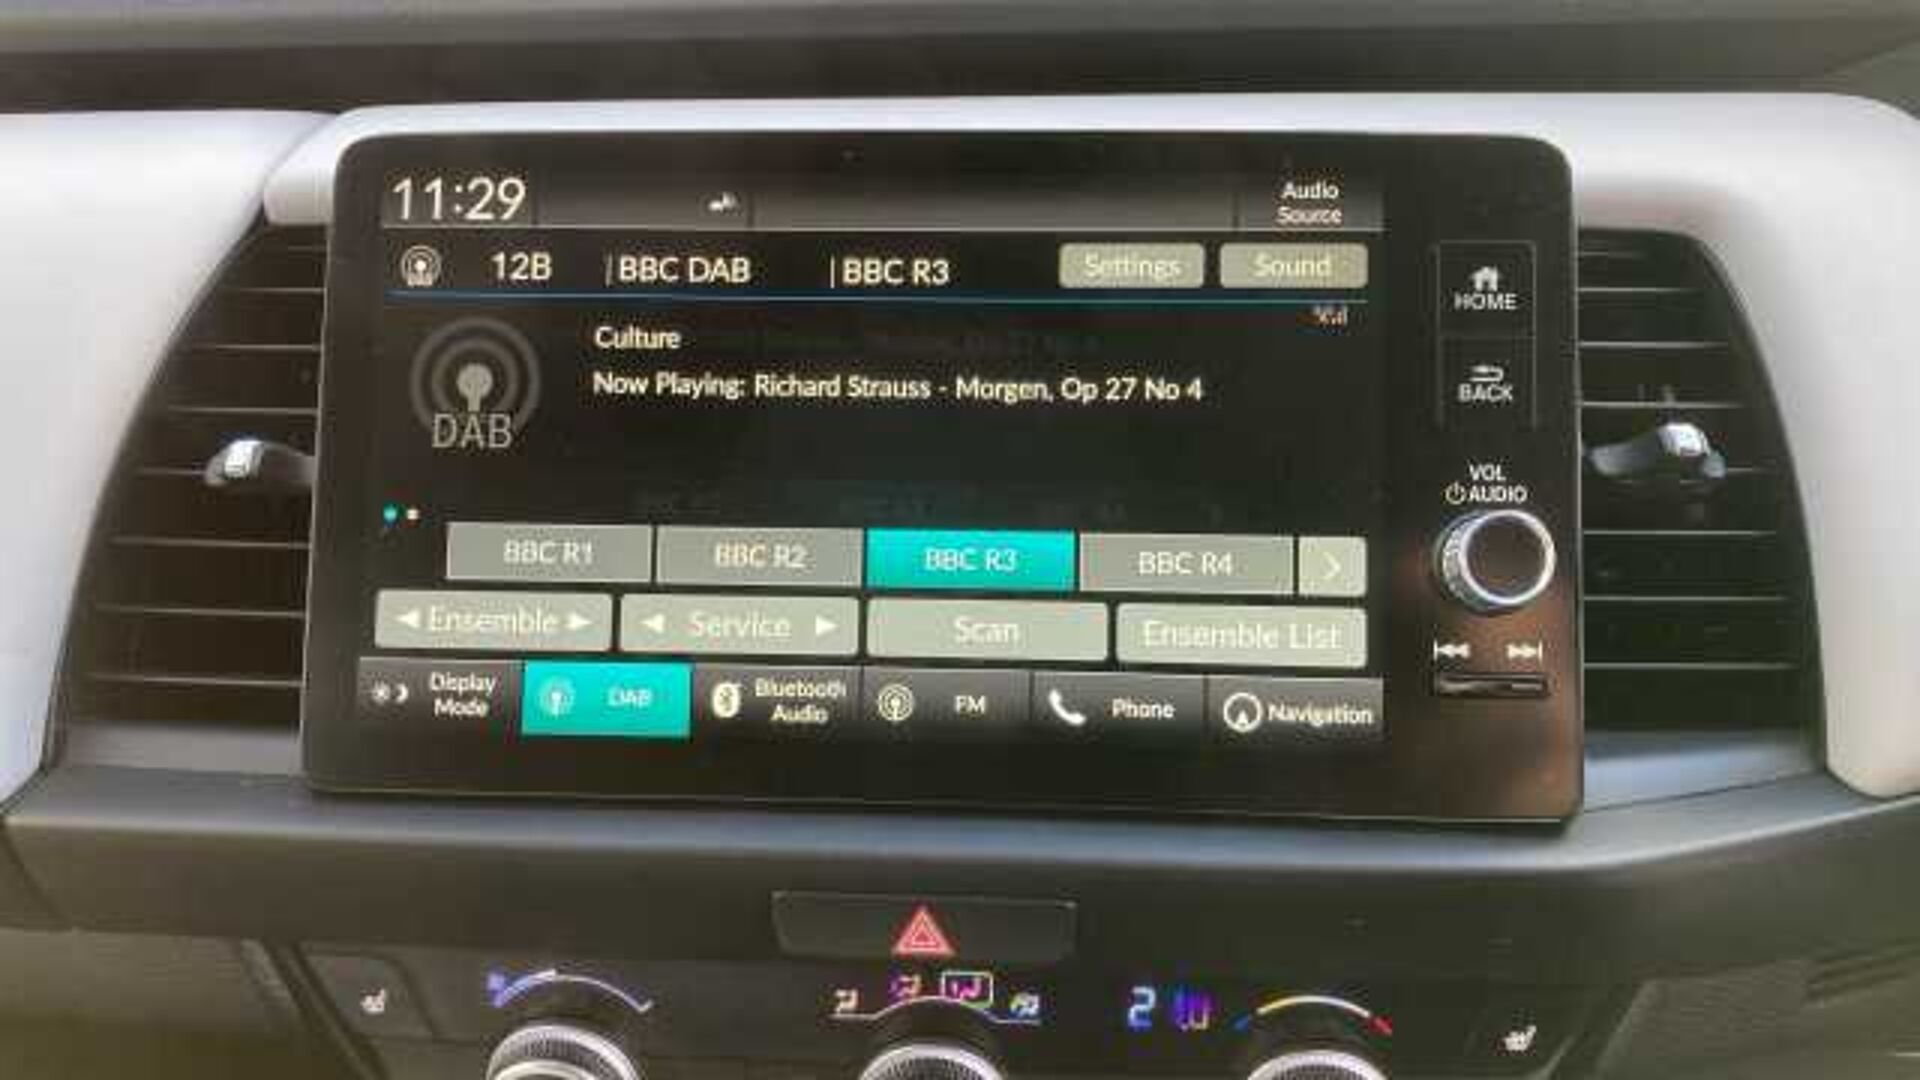 11:29
Audio
Source
12B
BBC DAB
BBC R3
Settings
Sound
HOME
Culture
Now Playing: Richard Strauss - Morgen, Op 27 No 4
BACK
DAB
VOL
AUDIO
BBC R1
BBC R2
BBC R3
BBC R4
Ensemble
Service
Scan
Ensemble List
Display
Mode
DAB
Bluetooth
Audio
FM
Phone
Navigation